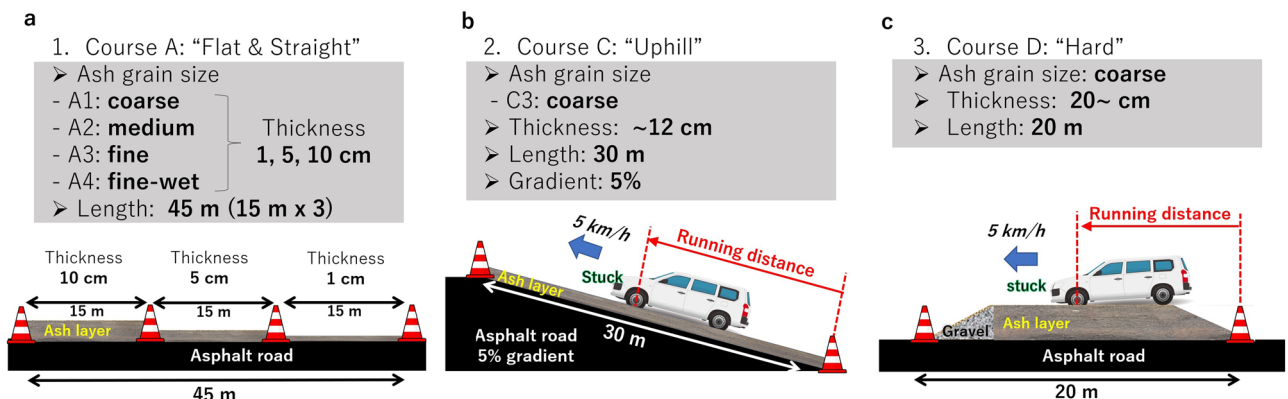 a
1. Course A: “Flat & Straight”
➤ Ash grain size
- A1: coarse
- A2: medium
- A3: fine
- A4: fine-wet
Thickness
1, 5, 10 cm
➤ Length: 45 m (15 m x 3)
Thickness
10 cm
Thickness
5 cm
Thickness
1 cm
15 m
15 m
15 m
Ash layer
Asphalt road
45 m
b
2. Course C: “Uphill”
➤ Ash grain size
- C3: coarse
➤ Thickness: ~12 cm
➤ Length: 30 m
➤ Gradient: 5%
5 km/h
Running distance
Stuck
Ash layer
30 m
Asphalt road
5% gradient
c
3. Course D: “Hard”
➤ Ash grain size: coarse
➤ Thickness: 20~ cm
➤ Length: 20 m
Running distance
5 km/h
stuck
Gravel
Ash layer
Asphalt road
20 m